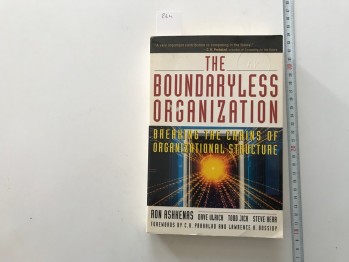 THE
BOUNDARYLESS
ORGANIZATION
BREAKING THE CHAINS OF
ORGANIZATIONAL STRUCTURE
RON ASHKENAS DAVE ULRICH TODD JICK STEVE KERR
FOREWORDS BY C. K. PRAHALAD AND LAWRENCE A. BOSSIDY